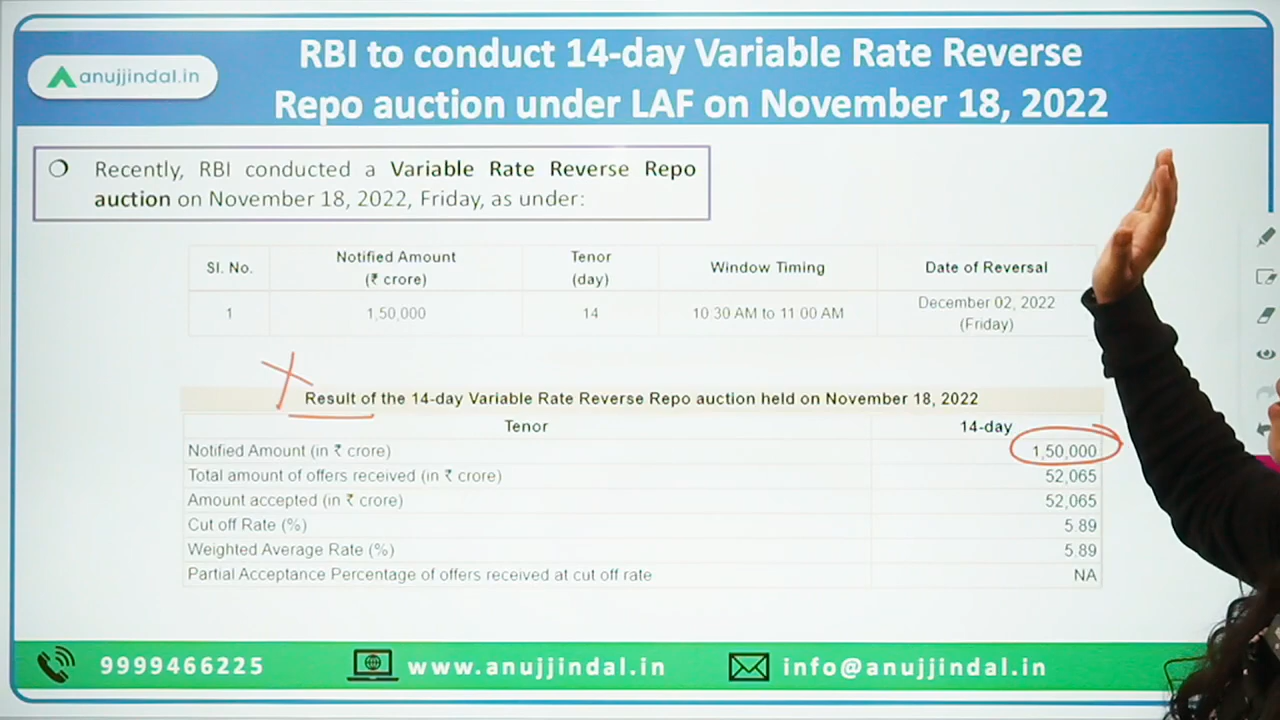 anujjindal.in
RBI to conduct 14-day Variable Rate Reverse
Repo auction under LAF on November 18, 2022
Recently, RBI conducted a Variable Rate Reverse Repo
auction on November 18, 2022, Friday, as under:
Sl. No. Notified Amount (₹ crore) Tenor (day) Window Timing Date of Reversal
1 1,50,000 14 10 30 AM to 11 00 AM December 02, 2022 (Friday)
Result of the 14-day Variable Rate Reverse Repo auction held on November 18, 2022
Tenor 14-day
Notified Amount (in ₹ crore) 1,50,000
Total amount of offers received (in ₹ crore) 52,065
Amount accepted (in ₹ crore) 52,065
Cut off Rate (%) 5.89
Weighted Average Rate (%) 5.89
Partial Acceptance Percentage of offers received at cut off rate NA
9999466225 www.anujjindal.in info@anujjindal.in